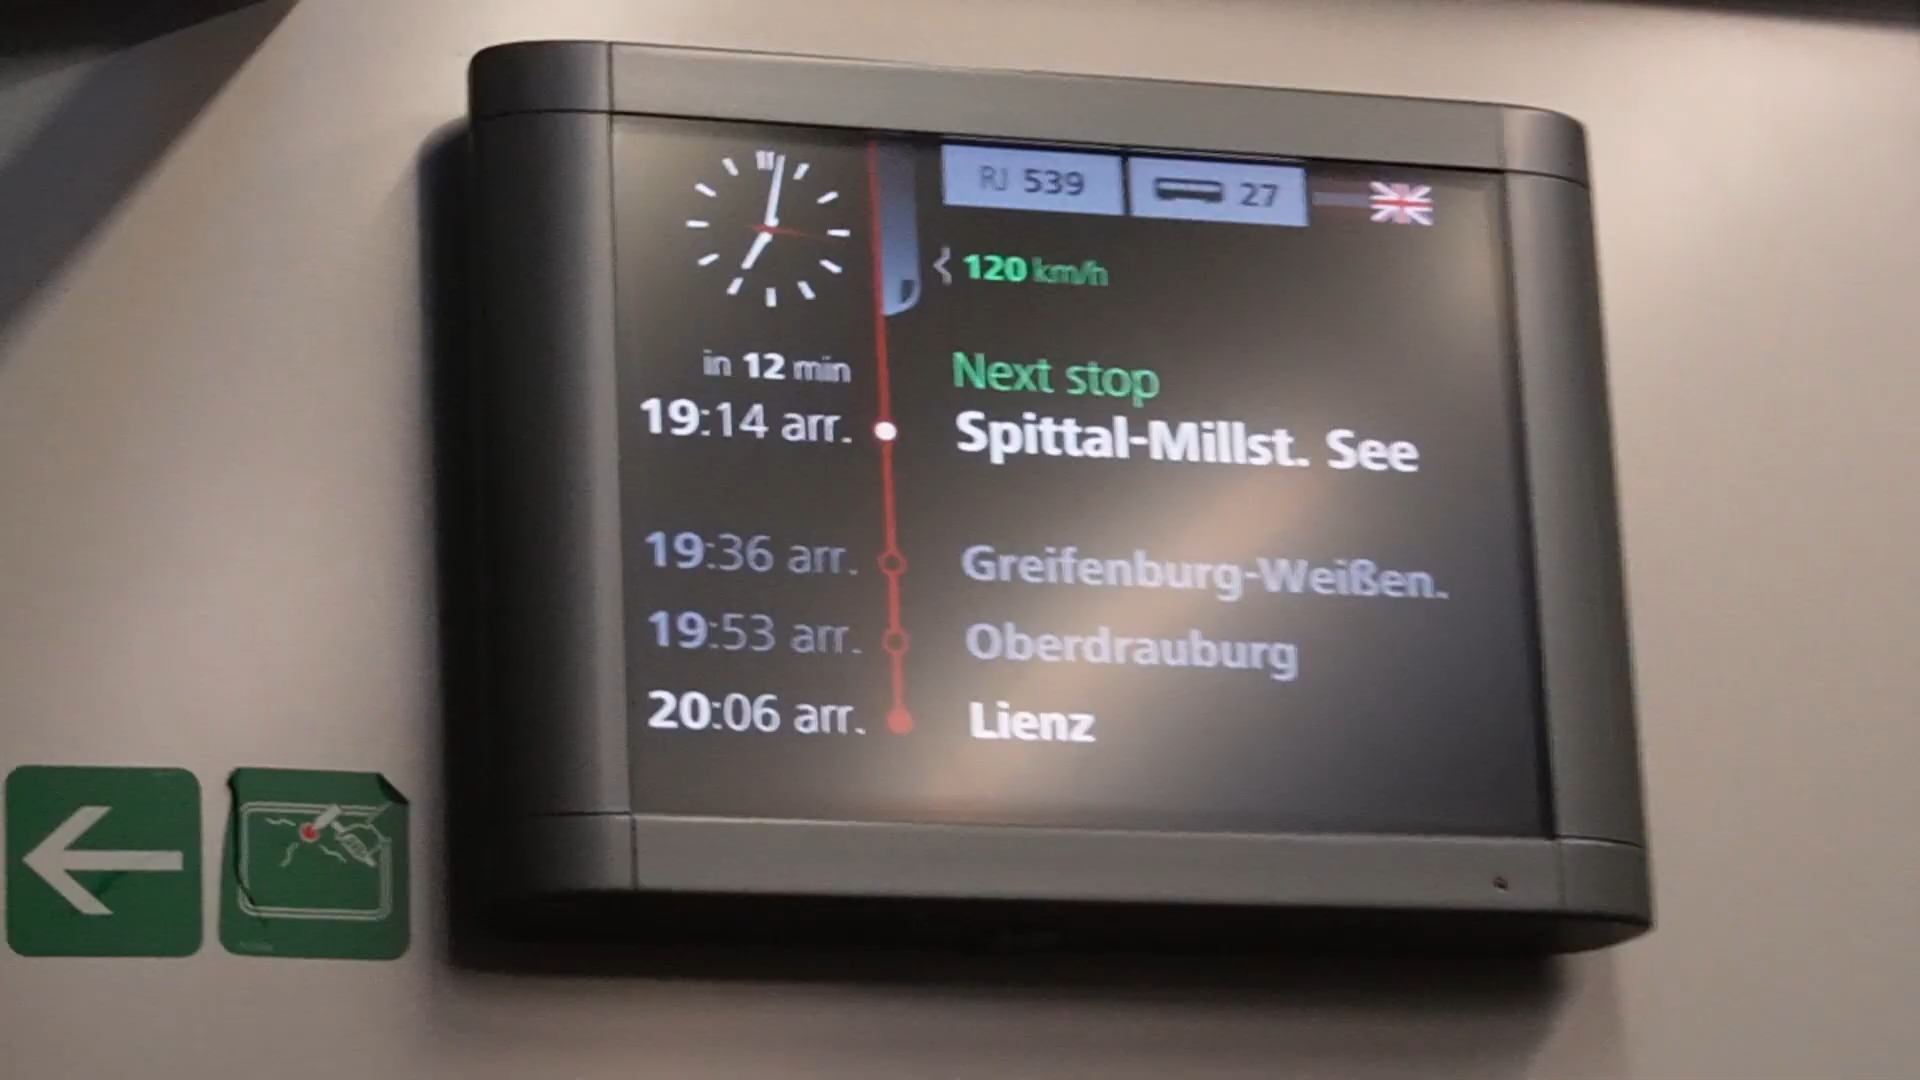 RJ 539
27
120 km/h
in 12 min
Next stop
19:14 arr. Spittal-Millst. See
19:36 arr. Greifenburg-Weißen.
19:53 arr. Oberdrauburg
20:06 arr. Lienz